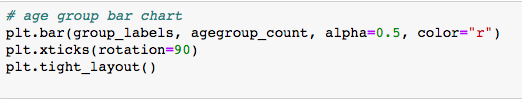 # age group bar chart
plt.bar(group_labels, agegroup_count, alpha=0.5, color="r")
plt.xticks(rotation=90)
plt.tight_layout()